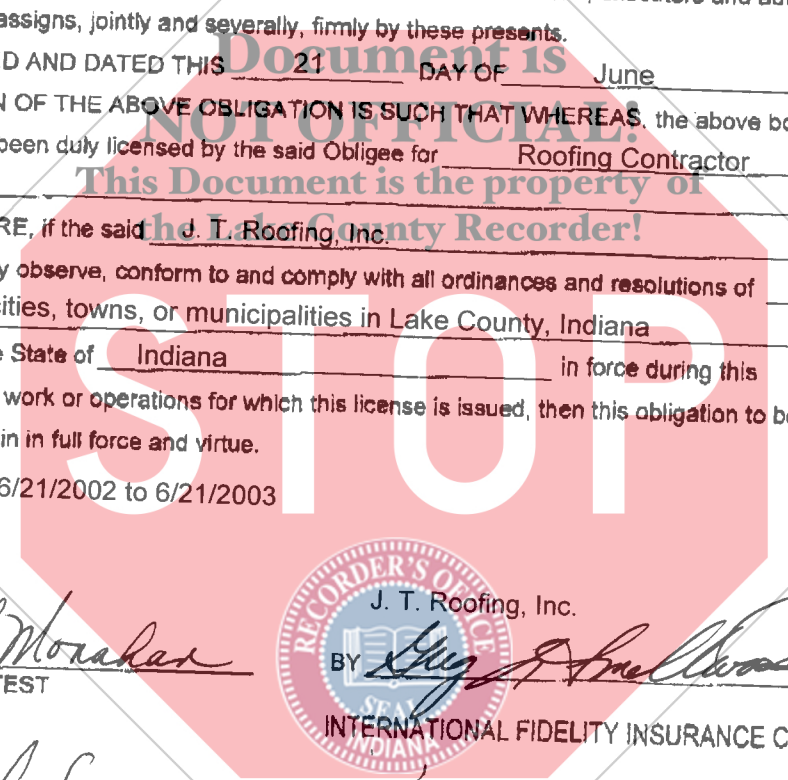 assigns, jointly and severally, firmly by these presents.
Document is
D AND DATED THIS 21 DAY OF June
N OF THE ABOVE OBLIGATION IS SUCH THAT WHEREAS, the above bo
NOT OFFICIAL!
been duly licensed by the said Obligee for Roofing Contractor
This Document is the property of
RE, if the said J. T. Roofing, Inc.
the Lake County Recorder!
y observe, conform to and comply with all ordinances and resolutions of
ities, towns, or municipalities in Lake County, Indiana
e State of Indiana in force during this
work or operations for which this license is issued, then this obligation to be
in in full force and virtue.
6/21/2002 to 6/21/2003
STOP
RECORDER'S OFFICE
J. T. Roofing, Inc.
Monahan
BY Greg
TEST
SEAL
INDIANA
INTERNATIONAL FIDELITY INSURANCE C